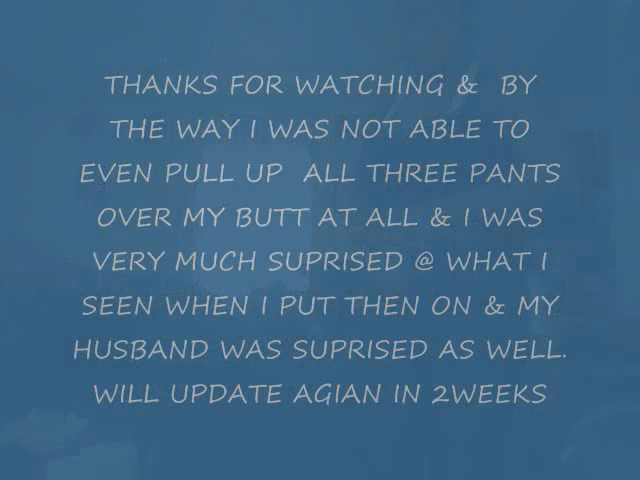 THANKS FOR WATCHING & BY
THE WAY I WAS NOT ABLE TO
EVEN PULL UP ALL THREE PANTS
OVER MY BUTT AT ALL & I WAS
VERY MUCH SUPRISED @ WHAT I
SEEN WHEN I PUT THEN ON & MY
HUSBAND WAS SUPRISED AS WELL.
WILL UPDATE AGIAN IN 2WEEKS